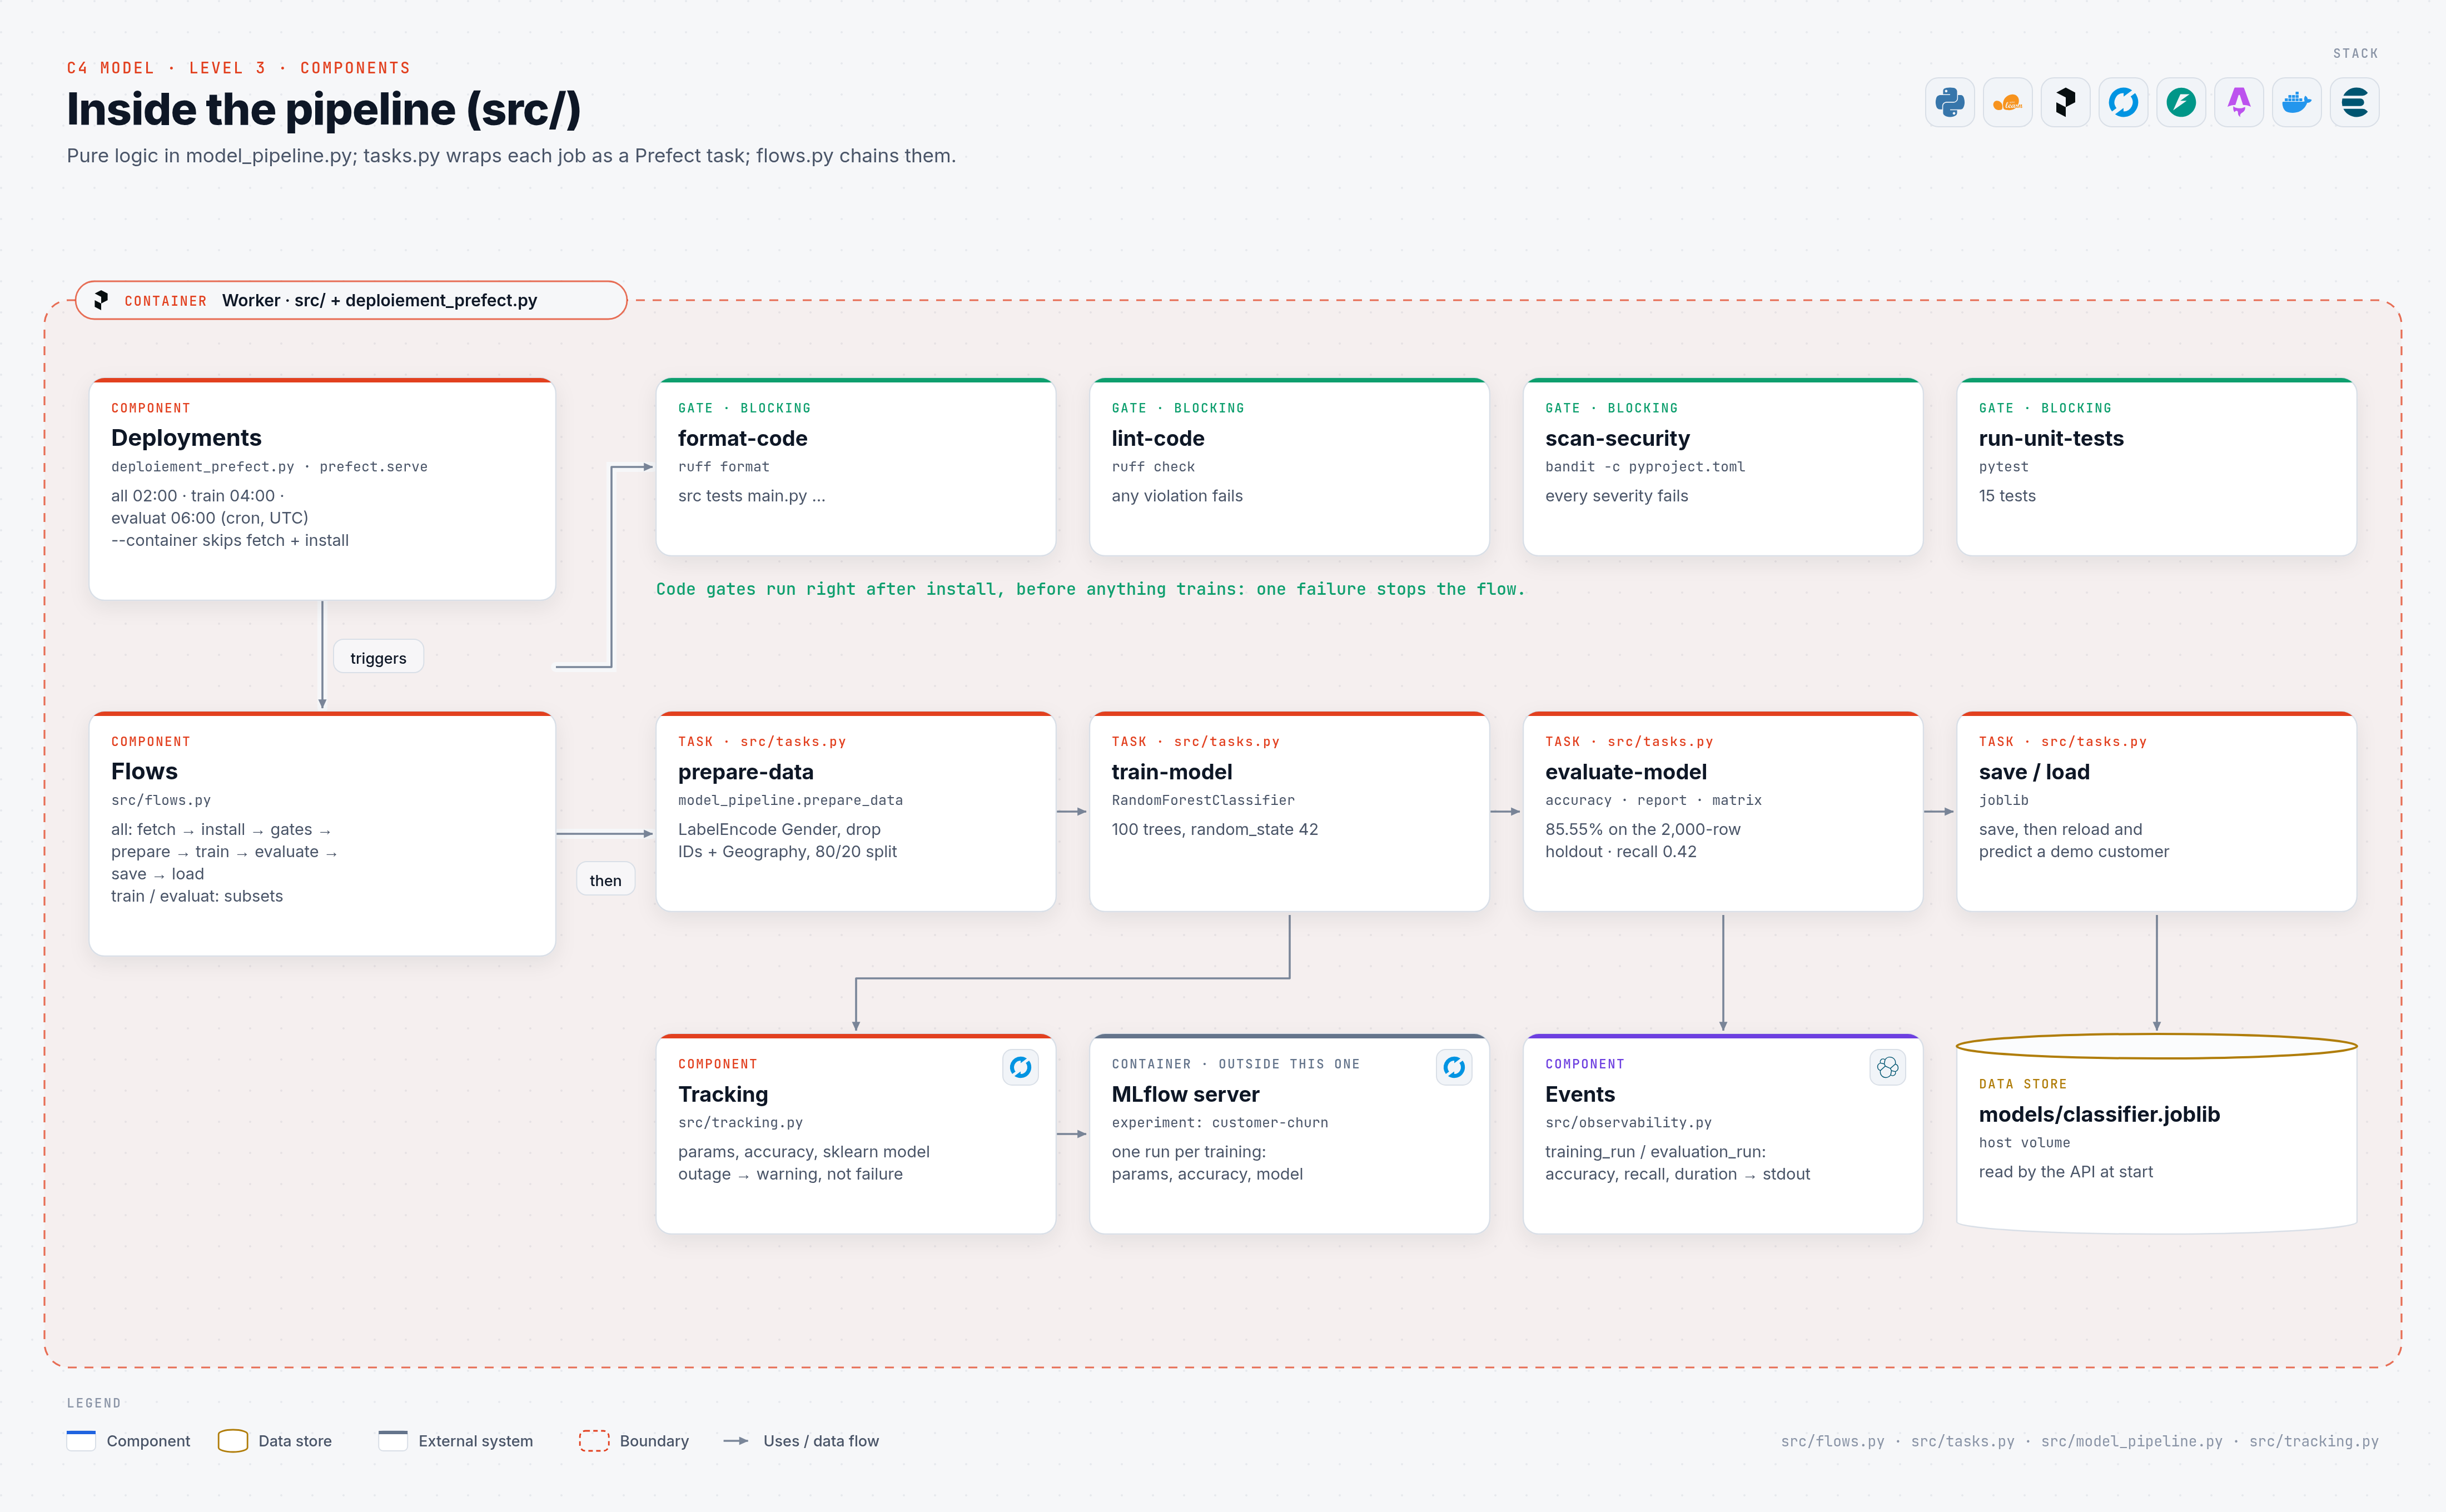 C4 MODEL · LEVEL 3 · COMPONENTS
Inside the pipeline (src/)
Pure logic in model_pipeline.py; tasks.py wraps each job as a Prefect task; flows.py chains them.
STACK
CONTAINER Worker · src/ + deploiement_prefect.py
COMPONENT
Deployments
deploiement_prefect.py · prefect.serve
all 02:00 · train 04:00 ·
evaluat 06:00 (cron, UTC)
--container skips fetch + install
GATE · BLOCKING
format-code
ruff format
src tests main.py ...
GATE · BLOCKING
lint-code
ruff check
any violation fails
GATE · BLOCKING
scan-security
bandit -c pyproject.toml
every severity fails
GATE · BLOCKING
run-unit-tests
pytest
15 tests
Code gates run right after install, before anything trains: one failure stops the flow.
triggers
COMPONENT
Flows
src/flows.py
all: fetch → install → gates →
prepare → train → evaluate →
save → load
train / evaluat: subsets
then
TASK · src/tasks.py
prepare-data
model_pipeline.prepare_data
LabelEncode Gender, drop
IDs + Geography, 80/20 split
TASK · src/tasks.py
train-model
RandomForestClassifier
100 trees, random_state 42
TASK · src/tasks.py
evaluate-model
accuracy · report · matrix
85.55% on the 2,000-row
holdout · recall 0.42
TASK · src/tasks.py
save / load
joblib
save, then reload and
predict a demo customer
COMPONENT
Tracking
src/tracking.py
params, accuracy, sklearn model
outage → warning, not failure
CONTAINER · OUTSIDE THIS ONE
MLflow server
experiment: customer-churn
one run per training:
params, accuracy, model
COMPONENT
Events
src/observability.py
training_run / evaluation_run:
accuracy, recall, duration → stdout
DATA STORE
models/classifier.joblib
host volume
read by the API at start
LEGEND
Component
Data store
External system
Boundary
Uses / data flow
src/flows.py · src/tasks.py · src/model_pipeline.py · src/tracking.py